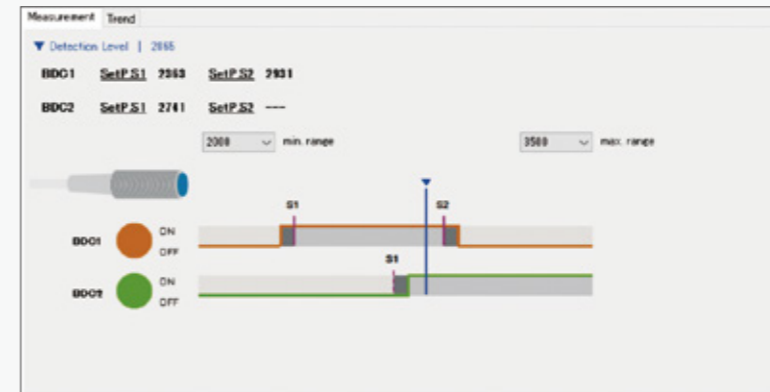 Measurement Trend
▼ Detection Level | 2865
BDC1 SetP.S1 2363 SetP.S2 2931
BDC2 SetP.S1 2741 SetP.S2 ---
2000 min. range 3500 max. range
S1 S2
BDC1 ON
OFF
S1
BDC2 ON
OFF